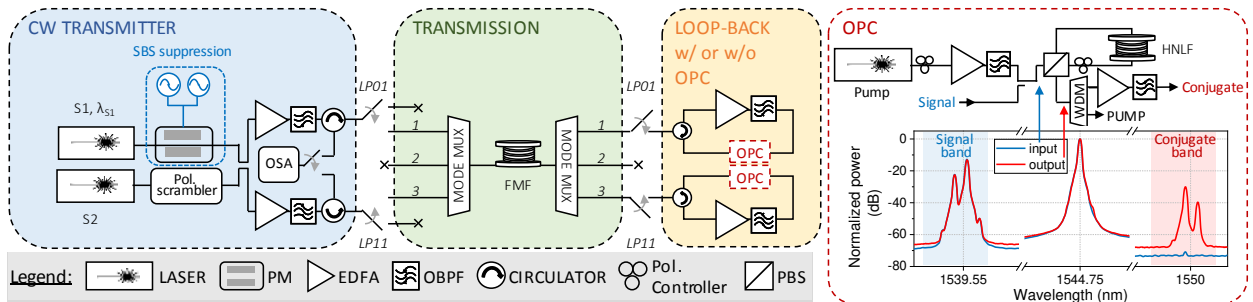 CW TRANSMITTER
SBS suppression
S1, λS1
Pol.
scrambler
S2
OSA
LP01
LP11
TRANSMISSION
1
2
3
MODE MUX
FMF
MODE MUX
1
2
3
LP01
LP11
LOOP-BACK
w/ or w/o
OPC
OPC
OPC
Legend:
LASER
PM
EDFA
OBPF
CIRCULATOR
Pol.
Controller
PBS
OPC
Pump
Signal
HNLF
WDM
Conjugate
PUMP
Normalized power
(dB)
0
-20
-40
-60
-80
Signal
band
input
output
Conjugate
band
1539.55
1544.75
1550
Wavelength (nm)